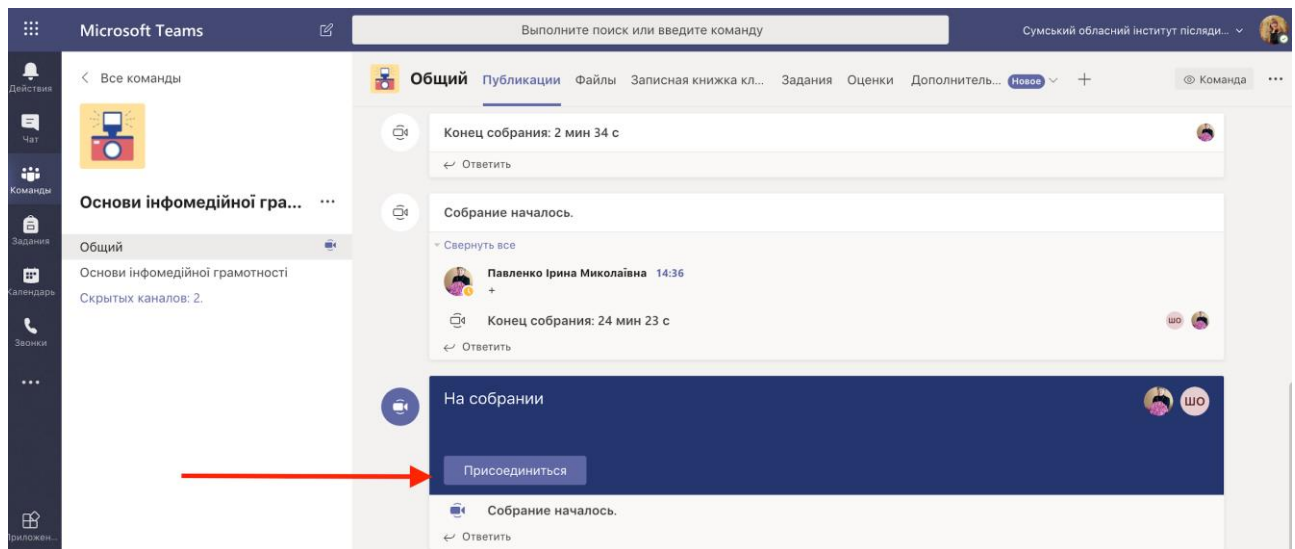 Microsoft Teams
Выполните поиск или введите команду
Сумський обласний інститут післяди...
Действия
Чат
Команды
Задания
Календарь
Звонки
Приложен...
Все команды
Основи інфомедійної гра...
Общий
Основи інфомедійної грамотності
Скрытых каналов: 2.
Общий Публикации Файлы Записная книжка кл... Задания Оценки Дополнитель... Новое + Команда
Конец собрания: 2 мин 34 с
Ответить
Собрание началось.
Свернуть все
Павленко Ірина Миколаївна 14:36
+
Конец собрания: 24 мин 23 с
ШО
Ответить
На собрании
ШО
Присоединиться
Собрание началось.
Ответить